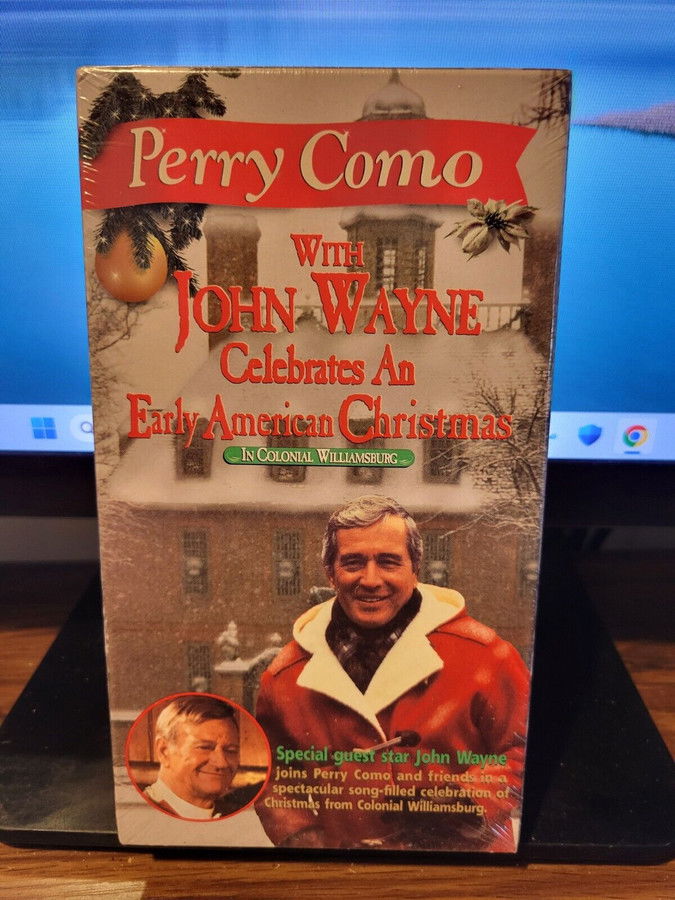 Perry Como
WITH
JOHN WAYNE
Celebrates An
Early American Christmas
IN COLONIAL WILLIAMSBURG
Special guest star John Wayne
joins Perry Como and friends in a
spectacular song-filled celebration of
Christmas from Colonial Williamsburg.